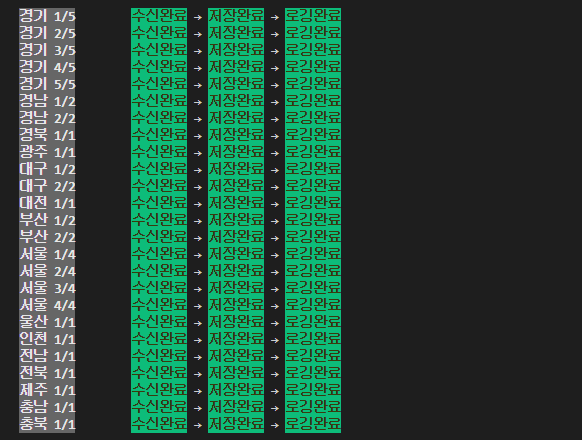 경기 1/5 수신완료 → 저장완료 → 로깅완료
경기 2/5 수신완료 → 저장완료 → 로깅완료
경기 3/5 수신완료 → 저장완료 → 로깅완료
경기 4/5 수신완료 → 저장완료 → 로깅완료
경기 5/5 수신완료 → 저장완료 → 로깅완료
경남 1/2 수신완료 → 저장완료 → 로깅완료
경남 2/2 수신완료 → 저장완료 → 로깅완료
경북 1/1 수신완료 → 저장완료 → 로깅완료
광주 1/1 수신완료 → 저장완료 → 로깅완료
대구 1/2 수신완료 → 저장완료 → 로깅완료
대구 2/2 수신완료 → 저장완료 → 로깅완료
대전 1/1 수신완료 → 저장완료 → 로깅완료
부산 1/2 수신완료 → 저장완료 → 로깅완료
부산 2/2 수신완료 → 저장완료 → 로깅완료
서울 1/4 수신완료 → 저장완료 → 로깅완료
서울 2/4 수신완료 → 저장완료 → 로깅완료
서울 3/4 수신완료 → 저장완료 → 로깅완료
서울 4/4 수신완료 → 저장완료 → 로깅완료
울산 1/1 수신완료 → 저장완료 → 로깅완료
인천 1/1 수신완료 → 저장완료 → 로깅완료
전남 1/1 수신완료 → 저장완료 → 로깅완료
전북 1/1 수신완료 → 저장완료 → 로깅완료
제주 1/1 수신완료 → 저장완료 → 로깅완료
충남 1/1 수신완료 → 저장완료 → 로깅완료
충북 1/1 수신완료 → 저장완료 → 로깅완료